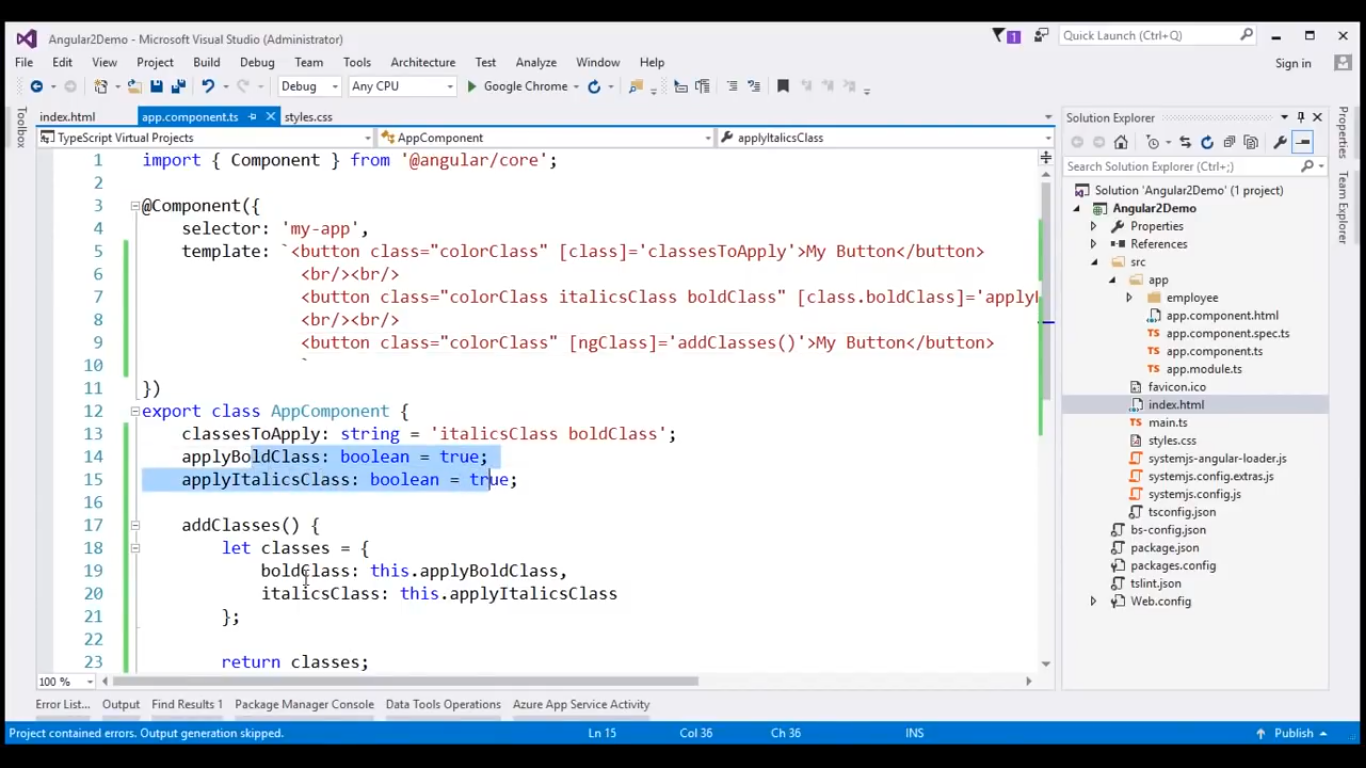 Angular2Demo - Microsoft Visual Studio (Administrator)
1
Quick Launch (Ctrl+Q)
File Edit View Project Build Debug Team Tools Architecture Test Analyze Window Help
Sign in
Debug Any CPU Google Chrome
Toolbox
index.html app.component.ts styles.css
TypeScript Virtual Projects AppComponent applyItalicsClass
1 import { Component } from '@angular/core';
2
3 @Component({
4 selector: 'my-app',
5 template: `<button class="colorClass" [class]='classesToApply'>My Button</button>
6 <br/><br/>
7 <button class="colorClass italicsClass boldClass" [class.boldClass]='apply
8 <br/><br/>
9 <button class="colorClass" [ngClass]='addClasses()'>My Button</button>
10 `
11 })
12 export class AppComponent {
13 classesToApply: string = 'italicsClass boldClass';
14 applyBoldClass: boolean = true;
15 applyItalicsClass: boolean = true;
16
17 addClasses() {
18 let classes = {
19 boldClass: this.applyBoldClass,
20 italicsClass: this.applyItalicsClass
21 };
22
23 return classes;
100 %
Solution Explorer
Search Solution Explorer (Ctrl+;)
Solution 'Angular2Demo' (1 project)
Angular2Demo
Properties
References
src
app
employee
app.component.html
TS app.component.spec.ts
TS app.component.ts
TS app.module.ts
favicon.ico
index.html
TS main.ts
styles.css
systemjs-angular-loader.js
systemjs.config.extras.js
systemjs.config.js
tsconfig.json
bs-config.json
package.json
packages.config
tslint.json
Web.config
Properties
Team Explorer
Error List... Output Find Results 1 Package Manager Console Data Tools Operations Azure App Service Activity
Project contained errors. Output generation skipped. Ln 15 Col 36 Ch 36 INS Publish